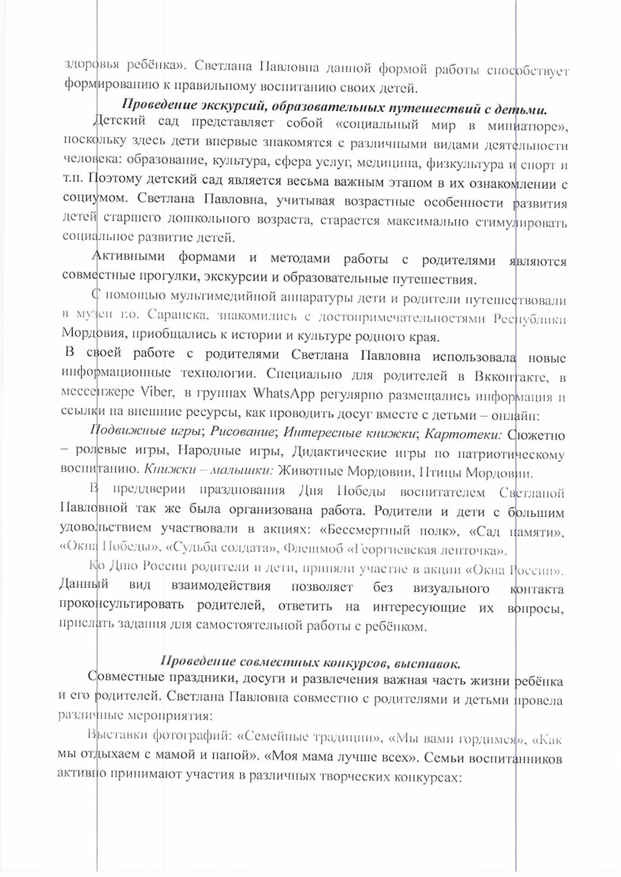 здоровья ребёнка». Светлана Павловна данной формой работы способствует
формированию к правильному воспитанию своих детей.
Проведение экскурсий, образовательных путешествий с детьми.
Детский сад представляет собой «социальный мир в миниатюре»,
поскольку здесь дети впервые знакомятся с различными видами деятельности
человека: образование, культура, сфера услуг, медицина, физкультура и спорт и
т.п. Поэтому детский сад является весьма важным этапом в их ознакомлении с
социумом. Светлана Павловна, учитывая возрастные особенности развития
детей старшего дошкольного возраста, старается максимально стимулировать
социальное развитие детей.
Активными формами и методами работы с родителями являются
совместные прогулки, экскурсии и образовательные путешествия.
С помощью мультимедийной аппаратуры дети и родители путешествовали
в музеи г.о. Саранска, знакомились с достопримечательностями Республики
Мордовия, приобщались к истории и культуре родного края.
В своей работе с родителями Светлана Павловна использовала новые
информационные технологии. Специально для родителей в Вкконтакте, в
мессенжере Viber, в группах WhatsApp регулярно размещались информация и
ссылки на внешние ресурсы, как проводить досуг вместе с детьми – онлайн:
Подвижные игры; Рисование; Интересные книжки; Картотеки: Сюжетно
– ролевые игры, Народные игры, Дидактические игры по патриотическому
воспитанию. Книжки – малышки: Животные Мордовии, Птицы Мордовии.
В преддверии празднования Дня Победы воспитателем Светланой
Павловной так же была организована работа. Родители и дети с большим
удовольствием участвовали в акциях: «Бессмертный полк», «Сад памяти»,
«Окна Победы», «Судьба солдата», Флешмоб «Георгиевская ленточка».
Ко Дню России родители и дети, приняли участие в акции «Окна России».
Данный вид взаимодействия позволяет без визуального контакта
проконсультировать родителей, ответить на интересующие их вопросы,
прислать задания для самостоятельной работы с ребёнком.
Проведение совместных конкурсов, выставок.
Совместные праздники, досуги и развлечения важная часть жизни ребёнка
и его родителей. Светлана Павловна совместно с родителями и детьми провела
различные мероприятия:
Выставки фотографий: «Семейные традиции», «Мы вами гордимся», «Как
мы отдыхаем с мамой и папой». «Моя мама лучше всех». Семьи воспитанников
активно принимают участия в различных творческих конкурсах: